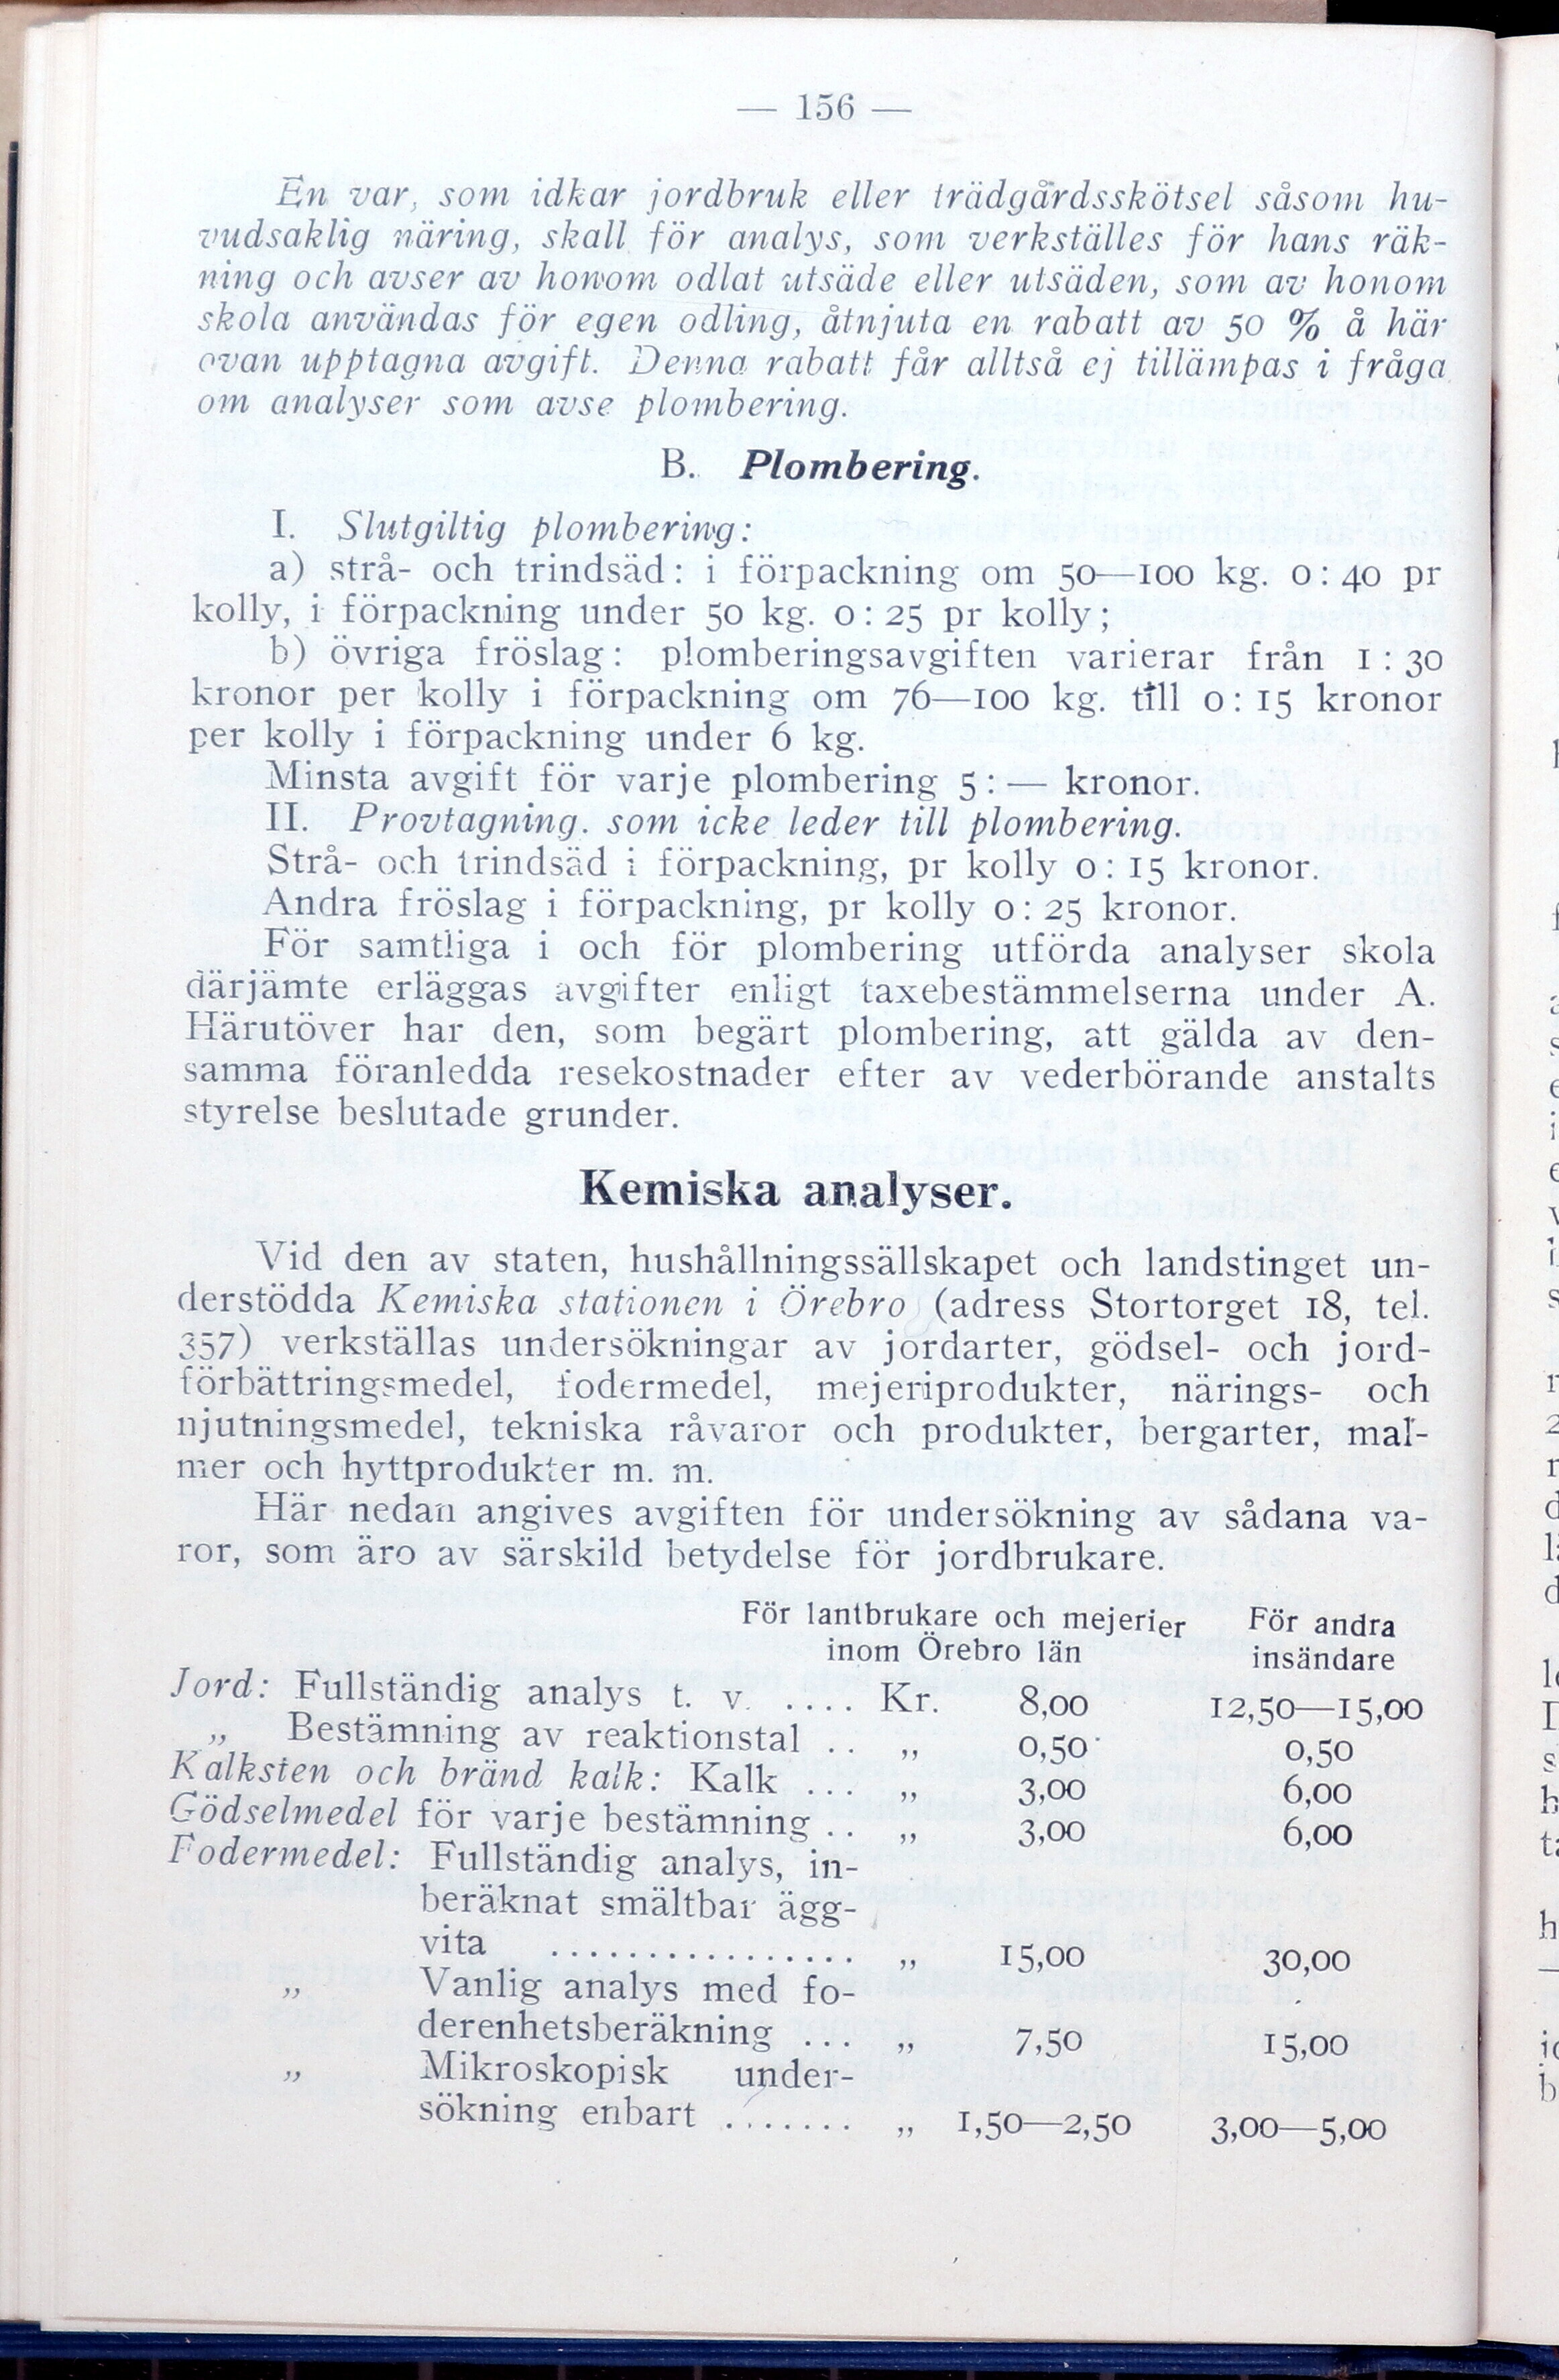 — 156 —
En var, som idkar jordbruk eller trädgårdsskötsel såsom hu-
vudsaklig näring, skall för analys, som verkställes för hans räk-
ning och avser av honom odlat utsäde eller utsäden, som av honom
skola användas för egen odling, åtnjuta en rabatt av 50 % å här
ovan upptagna avgift. Denna rabatt får alltså ej tillämpas i fråga
om analyser som avse plombering.
B. Plombering.
I. Slutgiltig plombering:
a) strå- och trindsäd: i förpackning om 50—100 kg. 0:40 pr
kolly, i förpackning under 50 kg. 0:25 pr kolly;
b) övriga fröslag: plomberingsavgiften varierar från 1:30
kronor per kolly i förpackning om 76—100 kg. till 0:15 kronor
per kolly i förpackning under 6 kg.
Minsta avgift för varje plombering 5:— kronor.
II. Provtagning. som icke leder till plombering.
Strå- och trindsäd i förpackning, pr kolly 0:15 kronor.
Andra fröslag i förpackning, pr kolly 0:25 kronor.
För samtliga i och för plombering utförda analyser skola
därjämte erläggas avgifter enligt taxebestämmelserna under A.
Härutöver har den, som begärt plombering, att gälda av den-
samma föranledda resekostnader efter av vederbörande anstalts
styrelse beslutade grunder.
Kemiska analyser.
Vid den av staten, hushållningssällskapet och landstinget un-
derstödda Kemiska stationen i Örebro (adress Stortorget 18, tel.
357) verkställas undersökningar av jordarter, gödsel- och jord-
förbättringsmedel, fodermedel, mejeriprodukter, närings- och
njutningsmedel, tekniska råvaror och produkter, bergarter, mal-
mer och hyttprodukter m. m.
Här nedan angives avgiften för undersökning av sådana va-
ror, som äro av särskild betydelse för jordbrukare.
För lantbrukare och mejerier För andra
inom Örebro län insändare
Jord: Fullständig analys t. v. .... Kr. 8,00 12,50—15,00
„ Bestämning av reaktionstal .. „ 0,50 0,50
Kalksten och bränd kalk: Kalk ... „ 3,00 6,00
Gödselmedel för varje bestämning .. „ 3,00 6,00
Fodermedel: Fullständig analys, in-
beräknat smältbar ägg-
vita ................ „ 15,00 30,00
„ Vanlig analys med fo-
derenhetsberäkning ... „ 7,50 15,00
„ Mikroskopisk under-
sökning enbart ....... „ 1,50—2,50 3,00—5,00